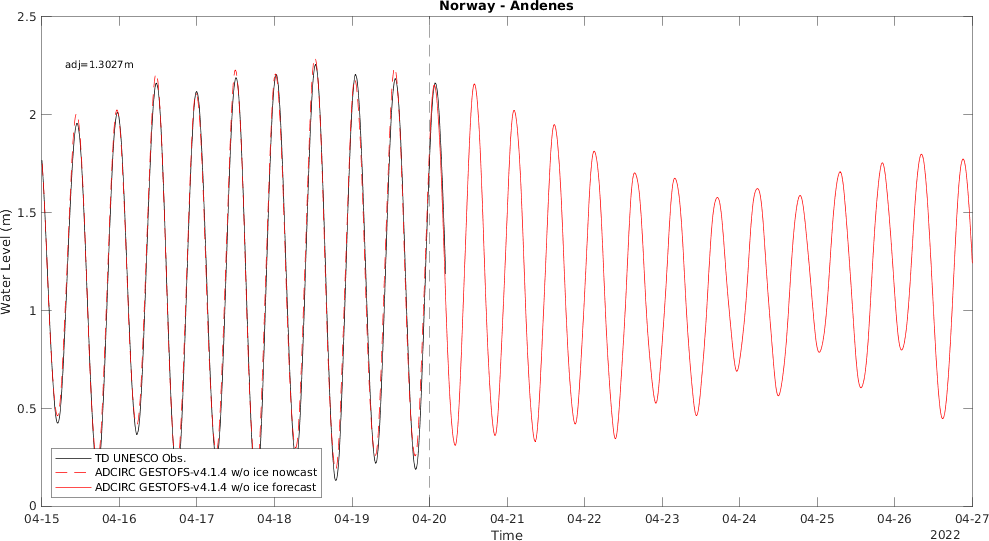 Norway - Andenes
2.5
adj=1.3027m
2
1.5
Water Level (m)
1
0.5
TD UNESCO Obs.
ADCIRC GESTOFS-v4.1.4 w/o ice nowcast
ADCIRC GESTOFS-v4.1.4 w/o ice forecast
0
04-15 04-16 04-17 04-18 04-19 04-20 04-21 04-22 04-23 04-24 04-25 04-26 04-27
Time
2022